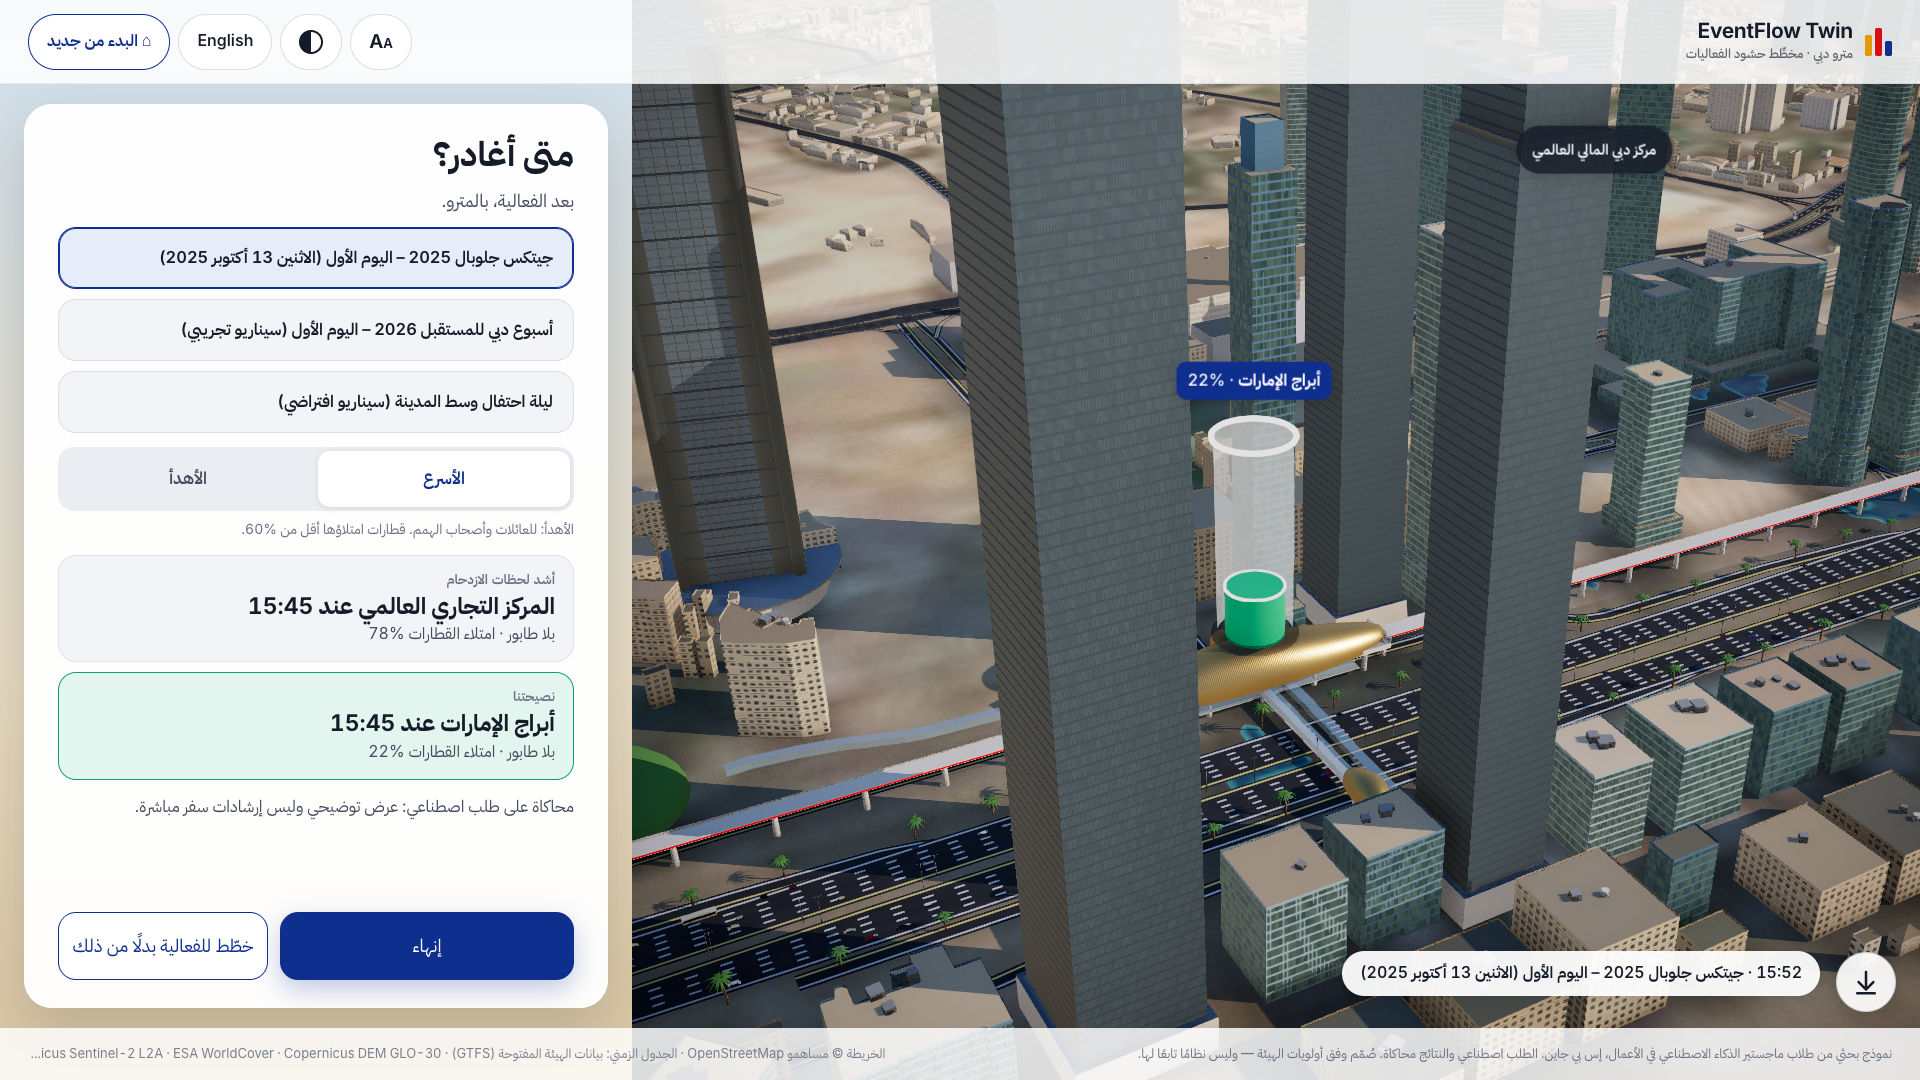 EventFlow Twin
مترو دبي · مخطِّط حشود الفعاليات
AA
English
⌂ البدء من جديد
متى أغادر؟
بعد الفعالية، بالمترو.
جيتكس جلوبال 2025 – اليوم الأول (الاثنين 13 أكتوبر 2025)
أسبوع دبي للمستقبل 2026 – اليوم الأول (سيناريو تجريبي)
ليلة احتفال وسط المدينة (سيناريو افتراضي)
الأسرع
الأهدأ
الأهدأ: للعائلات وأصحاب الهمم. قطارات امتلاؤها أقل من %60.
أشد لحظات الازدحام
المركز التجاري العالمي عند 15:45
بلا طابور · امتلاء القطارات %78
نصيحتنا
أبراج الإمارات عند 15:45
بلا طابور · امتلاء القطارات %22
محاكاة على طلب اصطناعي: عرض توضيحي وليس إرشادات سفر مباشرة.
إنهاء
خطّط للفعالية بدلًا من ذلك
مركز دبي المالي العالمي
أبراج الإمارات · %22
15:52 · جيتكس جلوبال 2025 – اليوم الأول (الاثنين 13 أكتوبر 2025)
نموذج بحثي من طلاب ماجستير الذكاء الاصطناعي في الأعمال، إس بي جاين. الطلب اصطناعي والنتائج محاكاة. صُمّم وفق أولويات الهيئة — وليس نظامًا تابعًا لها.
الخريطة © مساهمو OpenStreetMap · الجدول الزمني: بيانات الهيئة المفتوحة (GTFS) · icus Sentinel-2 L2A · ESA WorldCover · Copernicus DEM GLO-30...